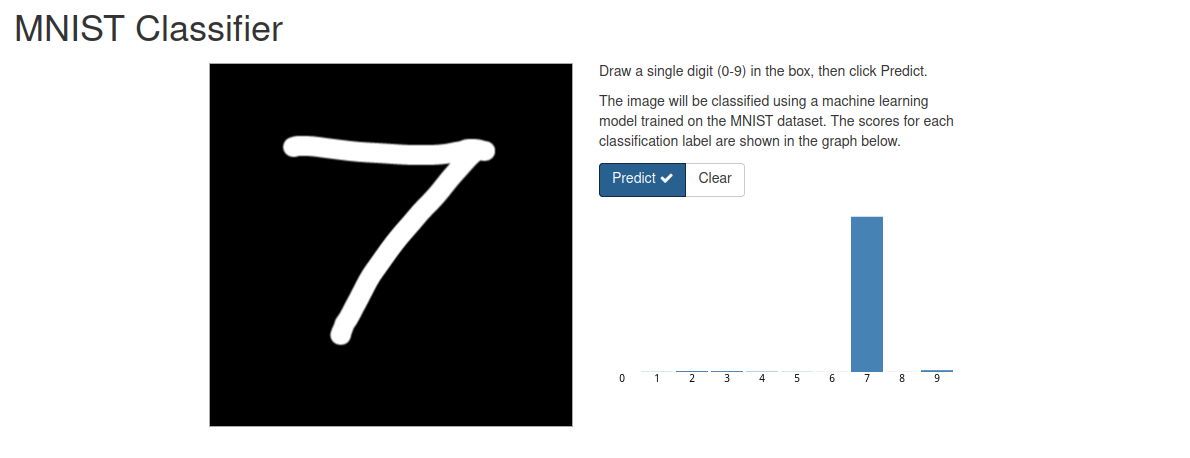 MNIST Classifier
7
Draw a single digit (0-9) in the box, then click Predict.
The image will be classified using a machine learning
model trained on the MNIST dataset. The scores for each
classification label are shown in the graph below.
Predict Clear
0 1 2 3 4 5 6 7 8 9